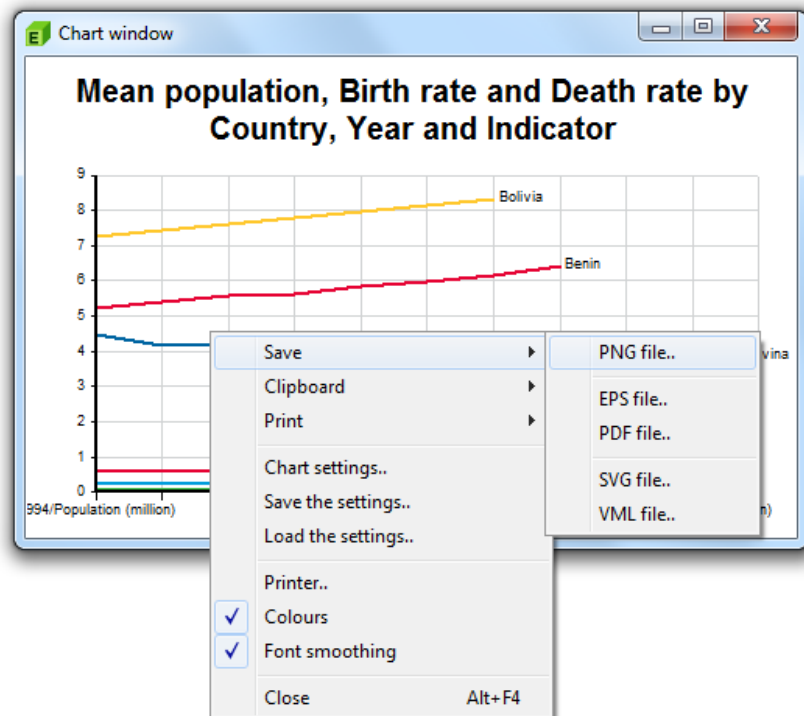 Chart window
Mean population, Birth rate and Death rate by
Country, Year and Indicator
9
8
7
6
5
4
3
2
1
0
Bolivia
Benin
vina
994/Population (million)
n)
Save
Clipboard
Print
Chart settings..
Save the settings..
Load the settings..
Printer..
Colours
Font smoothing
Close Alt+F4
PNG file..
EPS file..
PDF file..
SVG file..
VML file..